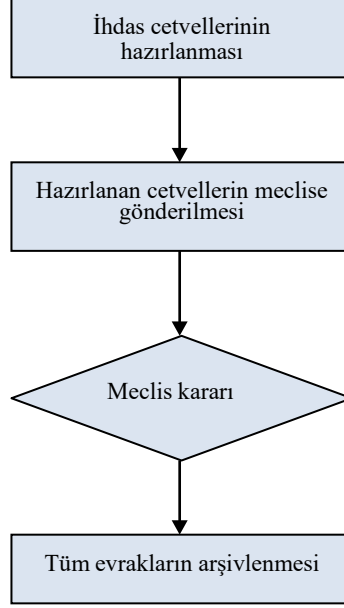 İhdas cetvellerinin
hazırlanması
Hazırlanan cetvellerin meclise
gönderilmesi
Meclis kararı
Tüm evrakların arşivlenmesi